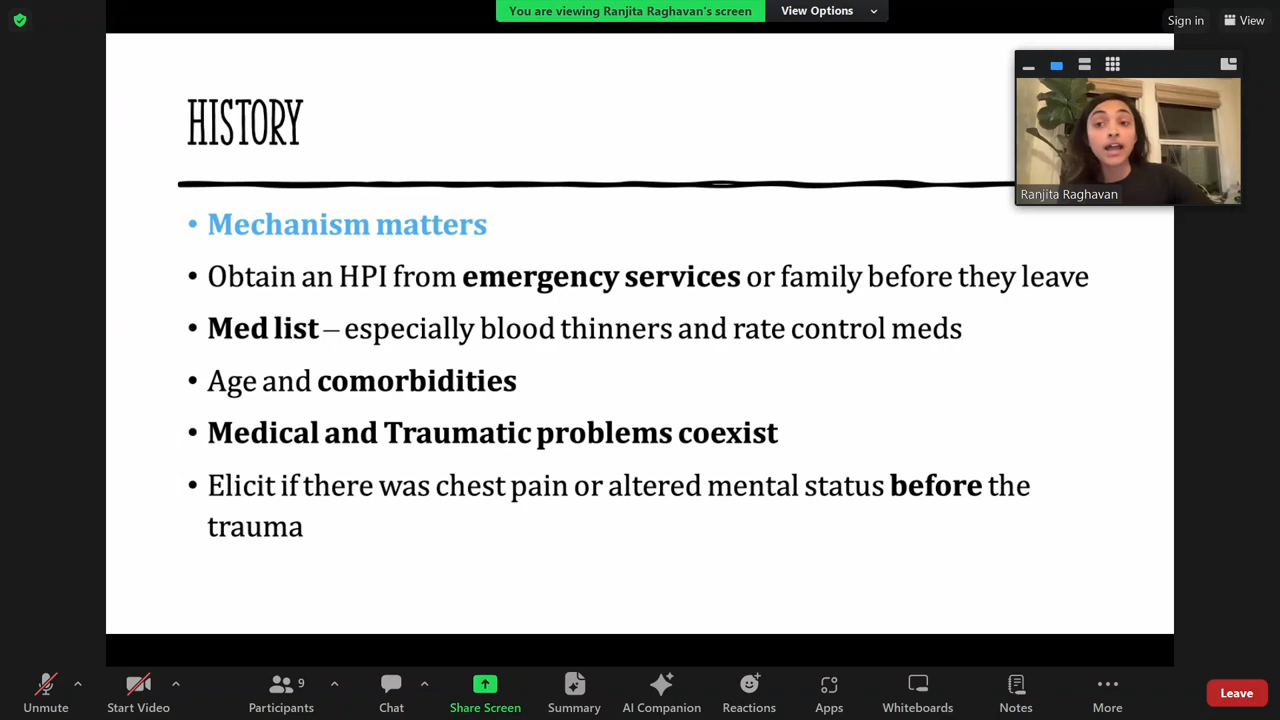 You are viewing Ranjita Raghavan's screen
View Options
Sign in
View
HISTORY
Ranjita Raghavan
• Mechanism matters
• Obtain an HPI from emergency services or family before they leave
• Med list – especially blood thinners and rate control meds
• Age and comorbidities
• Medical and Traumatic problems coexist
• Elicit if there was chest pain or altered mental status before the
trauma
9
Unmute
Start Video
Participants
Chat
Share Screen
Summary
AI Companion
Reactions
Apps
Whiteboards
Notes
More
Leave